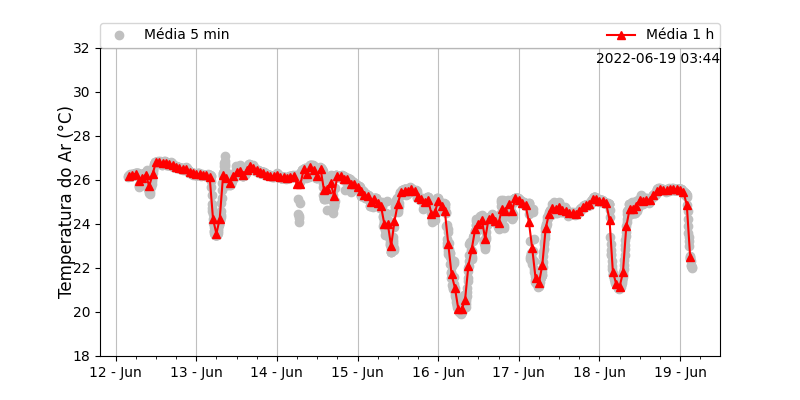 Média 5 min
Média 1 h
2022-06-19 03:44
Temperatura do Ar (°C)
32
30
28
26
24
22
20
18
12 - Jun
13 - Jun
14 - Jun
15 - Jun
16 - Jun
17 - Jun
18 - Jun
19 - Jun